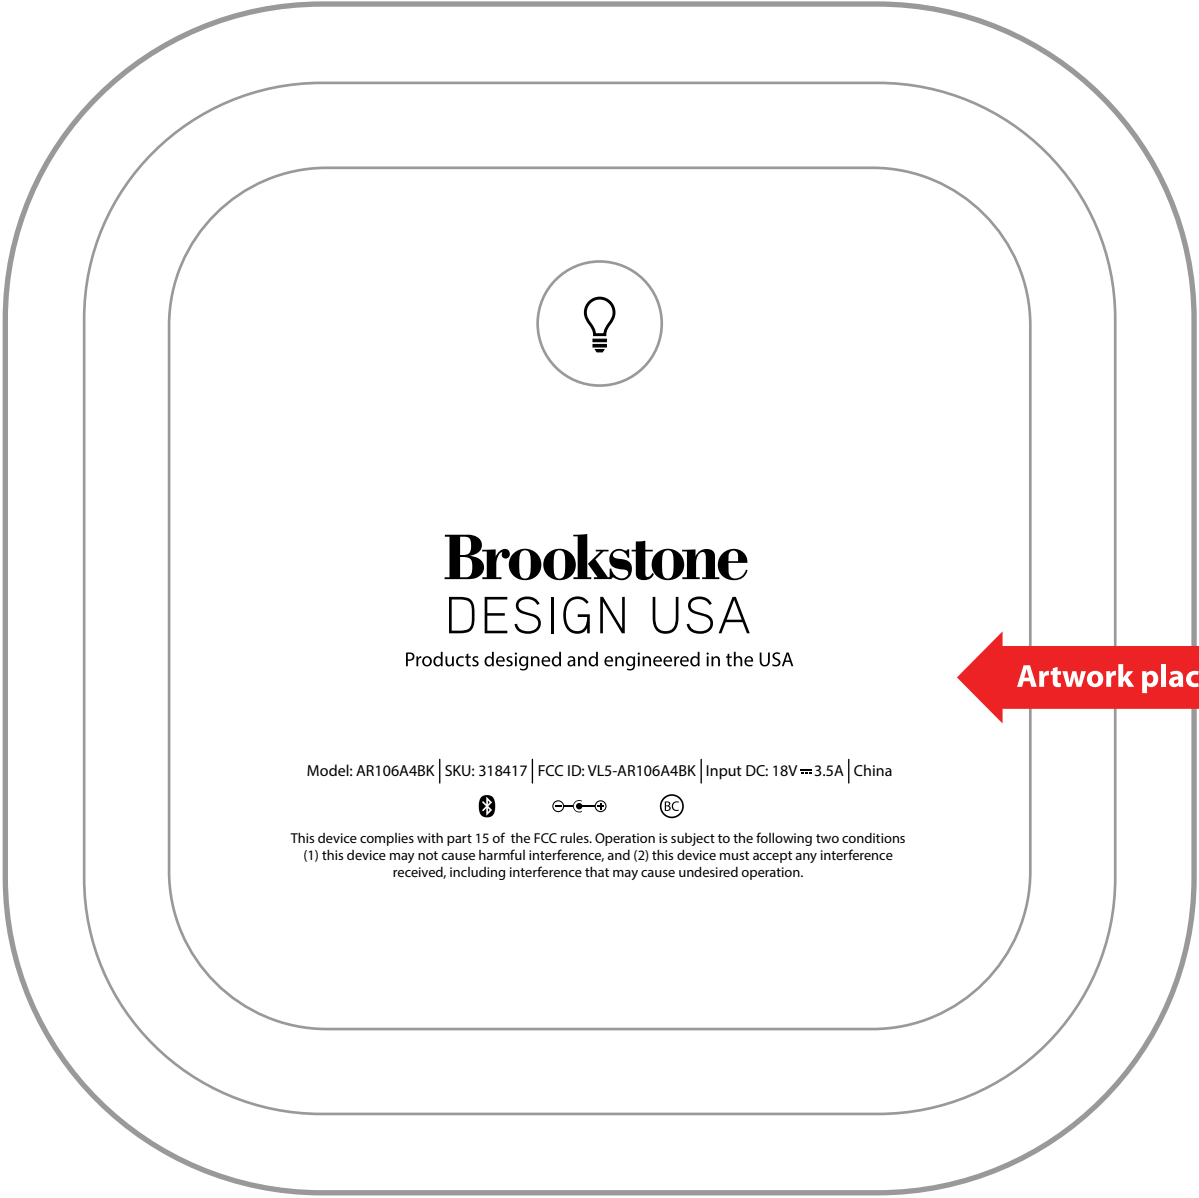 Brookstone
DESIGN USA
Products designed and engineered in the USA
Artwork plac
Model: AR106A4BK | SKU: 318417 | FCC ID: VL5-AR106A4BK | Input DC: 18V ⎓ 3.5A | China
BC
This device complies with part 15 of the FCC rules. Operation is subject to the following two conditions
(1) this device may not cause harmful interference, and (2) this device must accept any interference
received, including interference that may cause undesired operation.